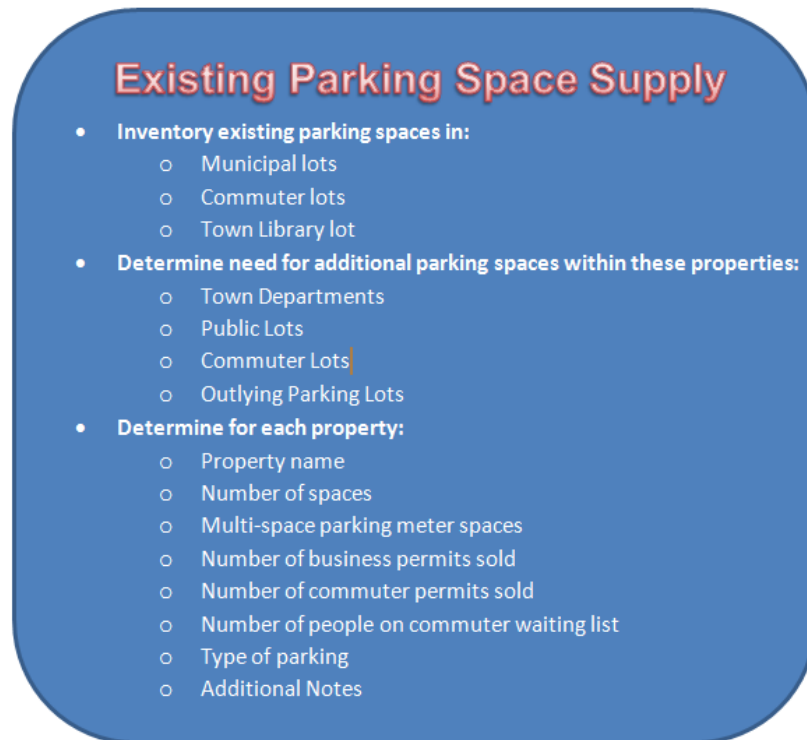 Existing Parking Space Supply
• Inventory existing parking spaces in:
o Municipal lots
o Commuter lots
o Town Library lot
• Determine need for additional parking spaces within these properties:
o Town Departments
o Public Lots
o Commuter Lots
o Outlying Parking Lots
• Determine for each property:
o Property name
o Number of spaces
o Multi-space parking meter spaces
o Number of business permits sold
o Number of commuter permits sold
o Number of people on commuter waiting list
o Type of parking
o Additional Notes